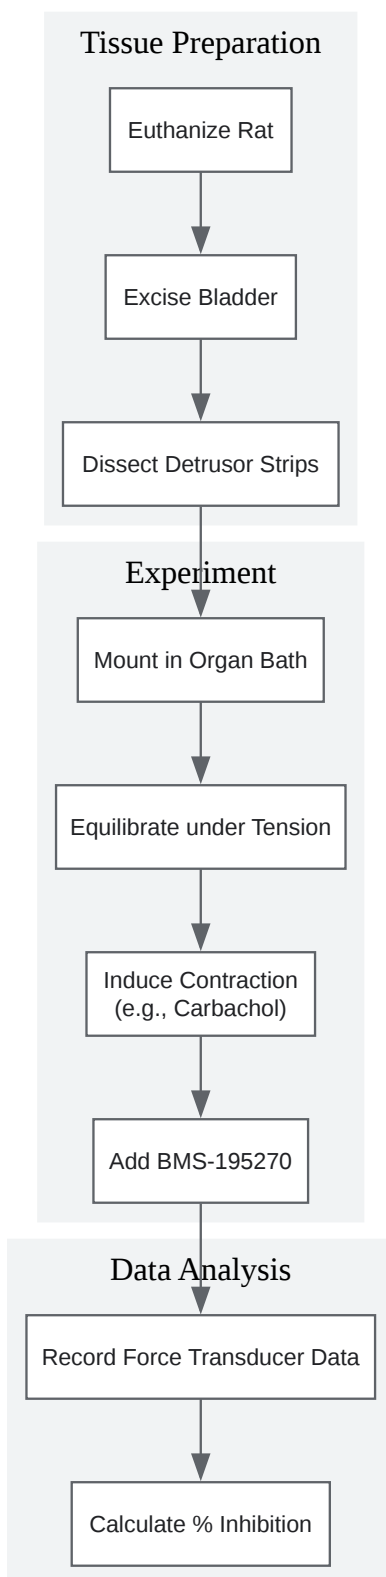 Tissue Preparation
Euthanize Rat
Excise Bladder
Dissect Detrusor Strips
Experiment
Mount in Organ Bath
Equilibrate under Tension
Induce Contraction
(e.g., Carbachol)
Add BMS-195270
Data Analysis
Record Force Transducer Data
Calculate % Inhibition